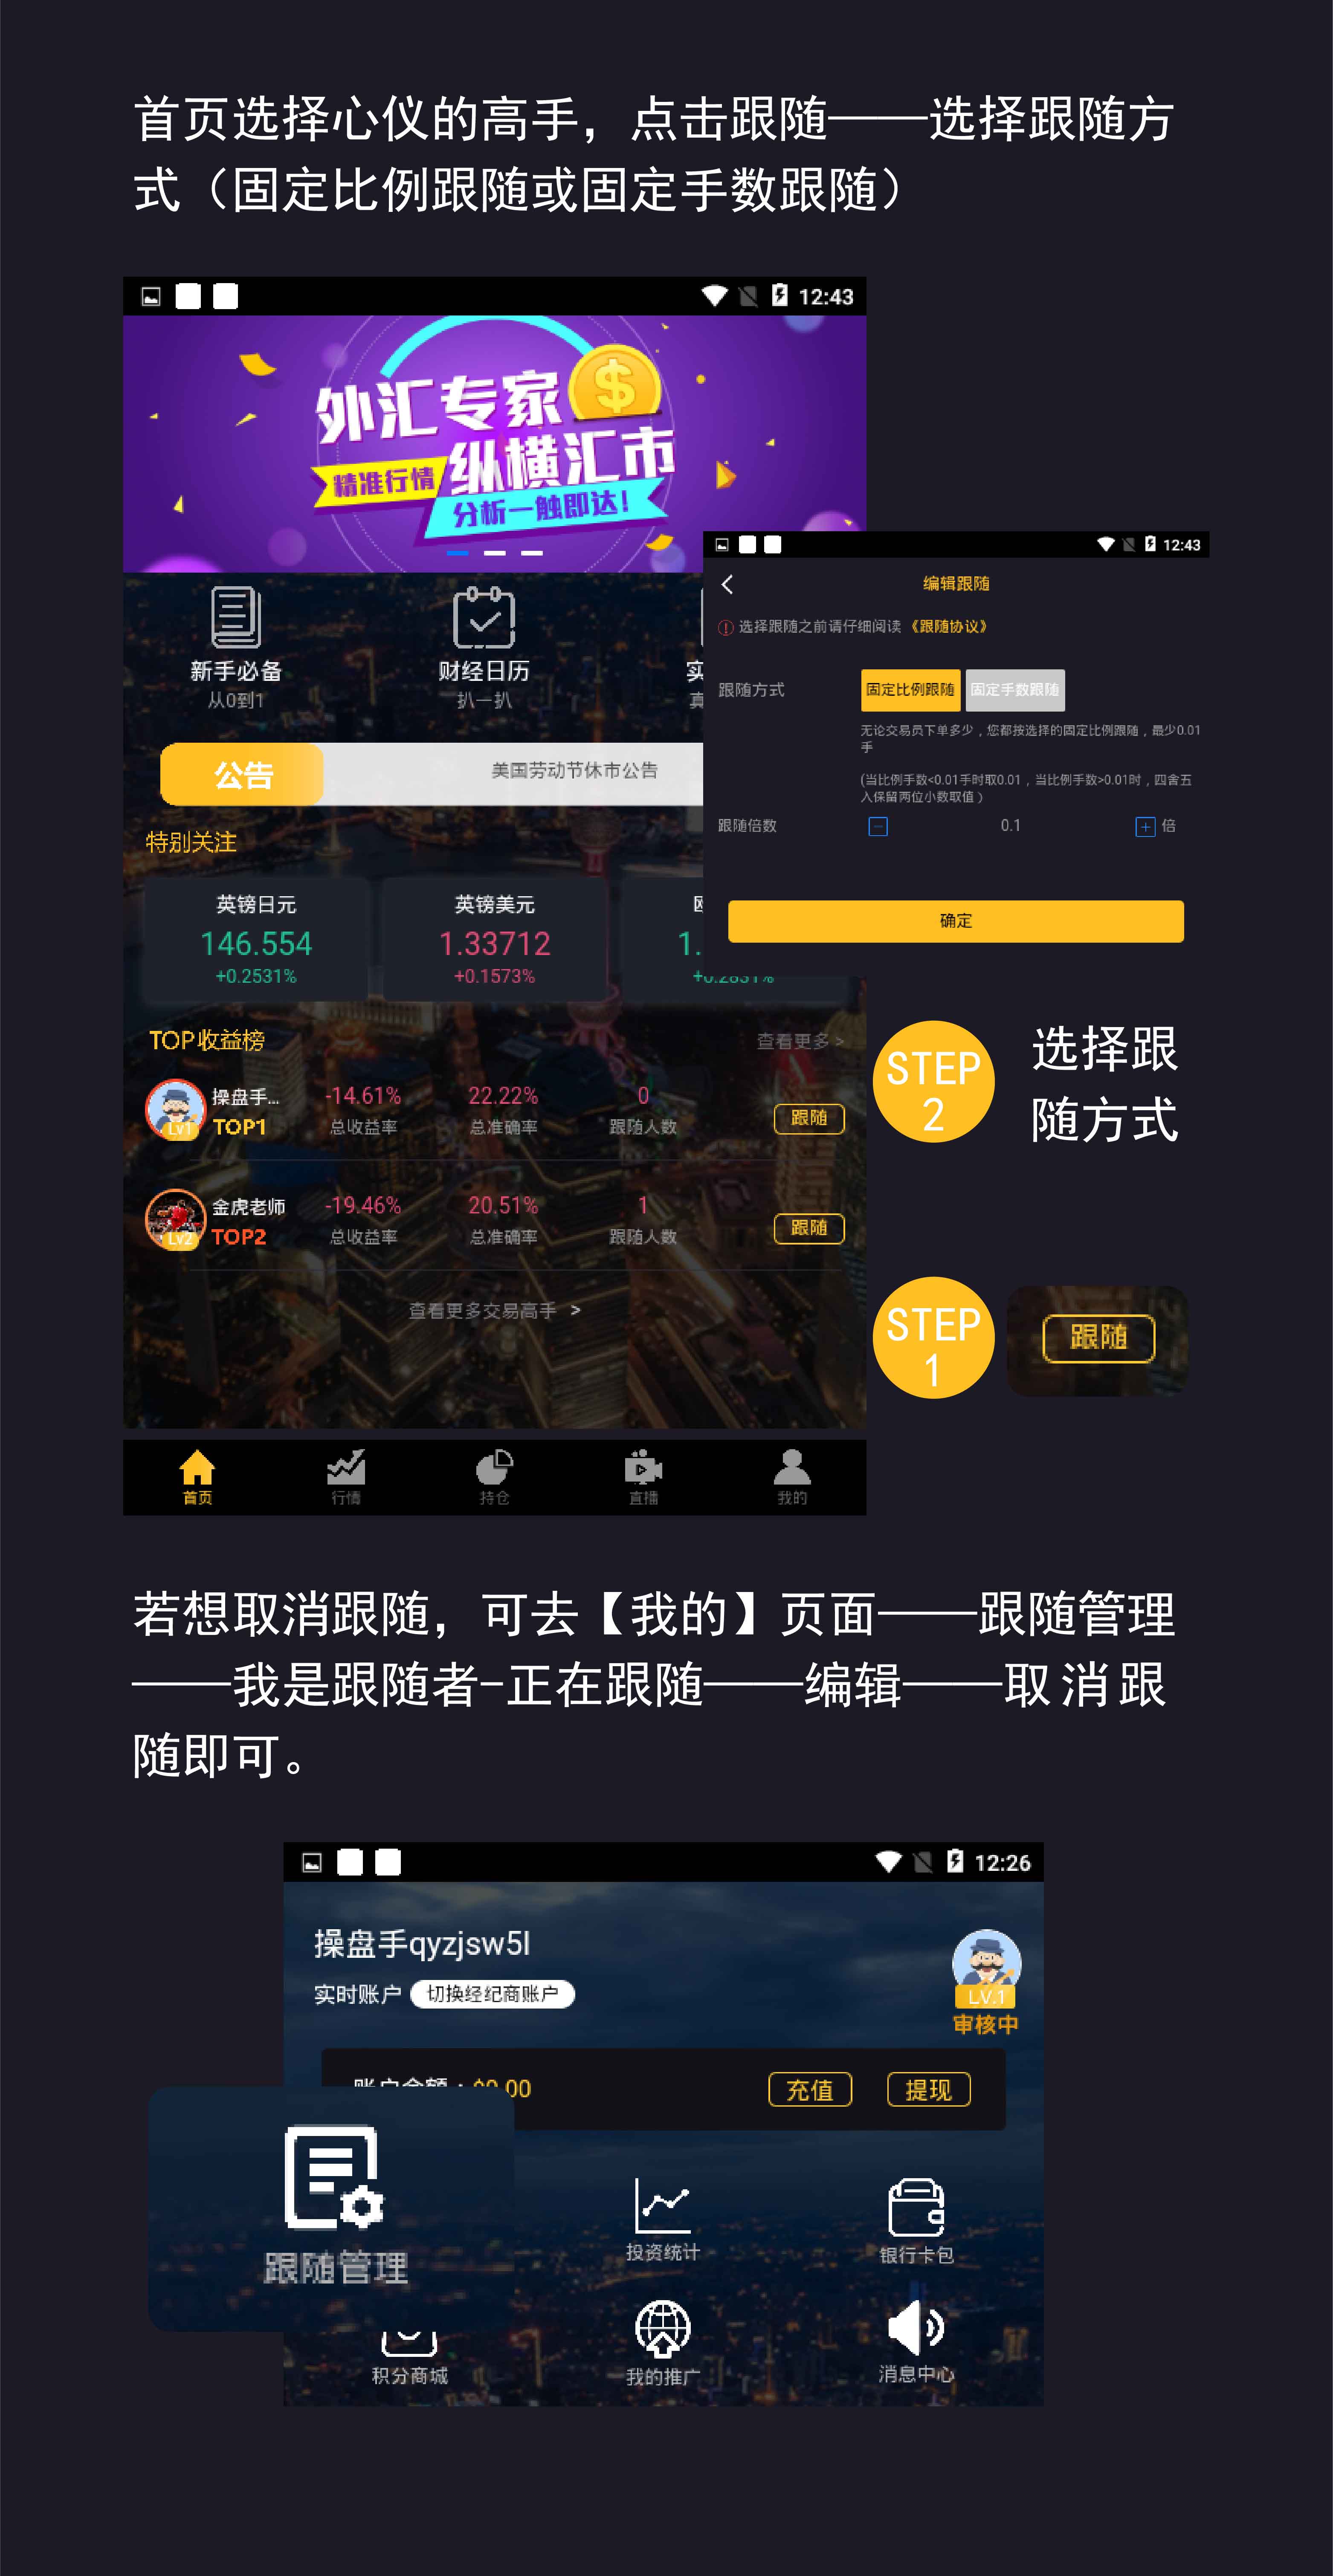 首页选择心仪的高手，点击跟随——选择跟随方
式（固定比例跟随或固定手数跟随）
12:43
外汇专家
纵横汇市
精准行情
分析一触即达！
新手必备
从0到1
财经日历
扒一扒
公告
美国劳动节休市公告
特别关注
英镑日元
146.554
+0.2531%
英镑美元
1.33712
+0.1573%
1.
+0.2831%
TOP收益榜
查看更多 >
操盘手...
Lv1
TOP1
-14.61%
总收益率
22.22%
总准确率
0
跟随人数
跟随
金虎老师
Lv2
TOP2
-19.46%
总收益率
20.51%
总准确率
1
跟随人数
跟随
查看更多交易高手 >
首页
行情
持仓
直播
我的
12:43
编辑跟随
选择跟随之前请仔细阅读《跟随协议》
跟随方式
固定比例跟随
固定手数跟随
无论交易员下单多少，您都按选择的固定比例跟随，最少0.01
手
(当比例手数<0.01手时取0.01，当比例手数>0.01时，四舍五
入保留两位小数取值）
跟随倍数
0.1
倍
确定
STEP
2
选择跟
随方式
STEP
1
跟随
若想取消跟随，可去【我的】页面——跟随管理
——我是跟随者-正在跟随——编辑——取消跟
随即可。
12:26
操盘手qyzjsw5l
实时账户
切换经纪商账户
LV.1
审核中
账户余额：$0.00
充值
提现
跟随管理
投资统计
银行卡包
积分商城
我的推广
消息中心